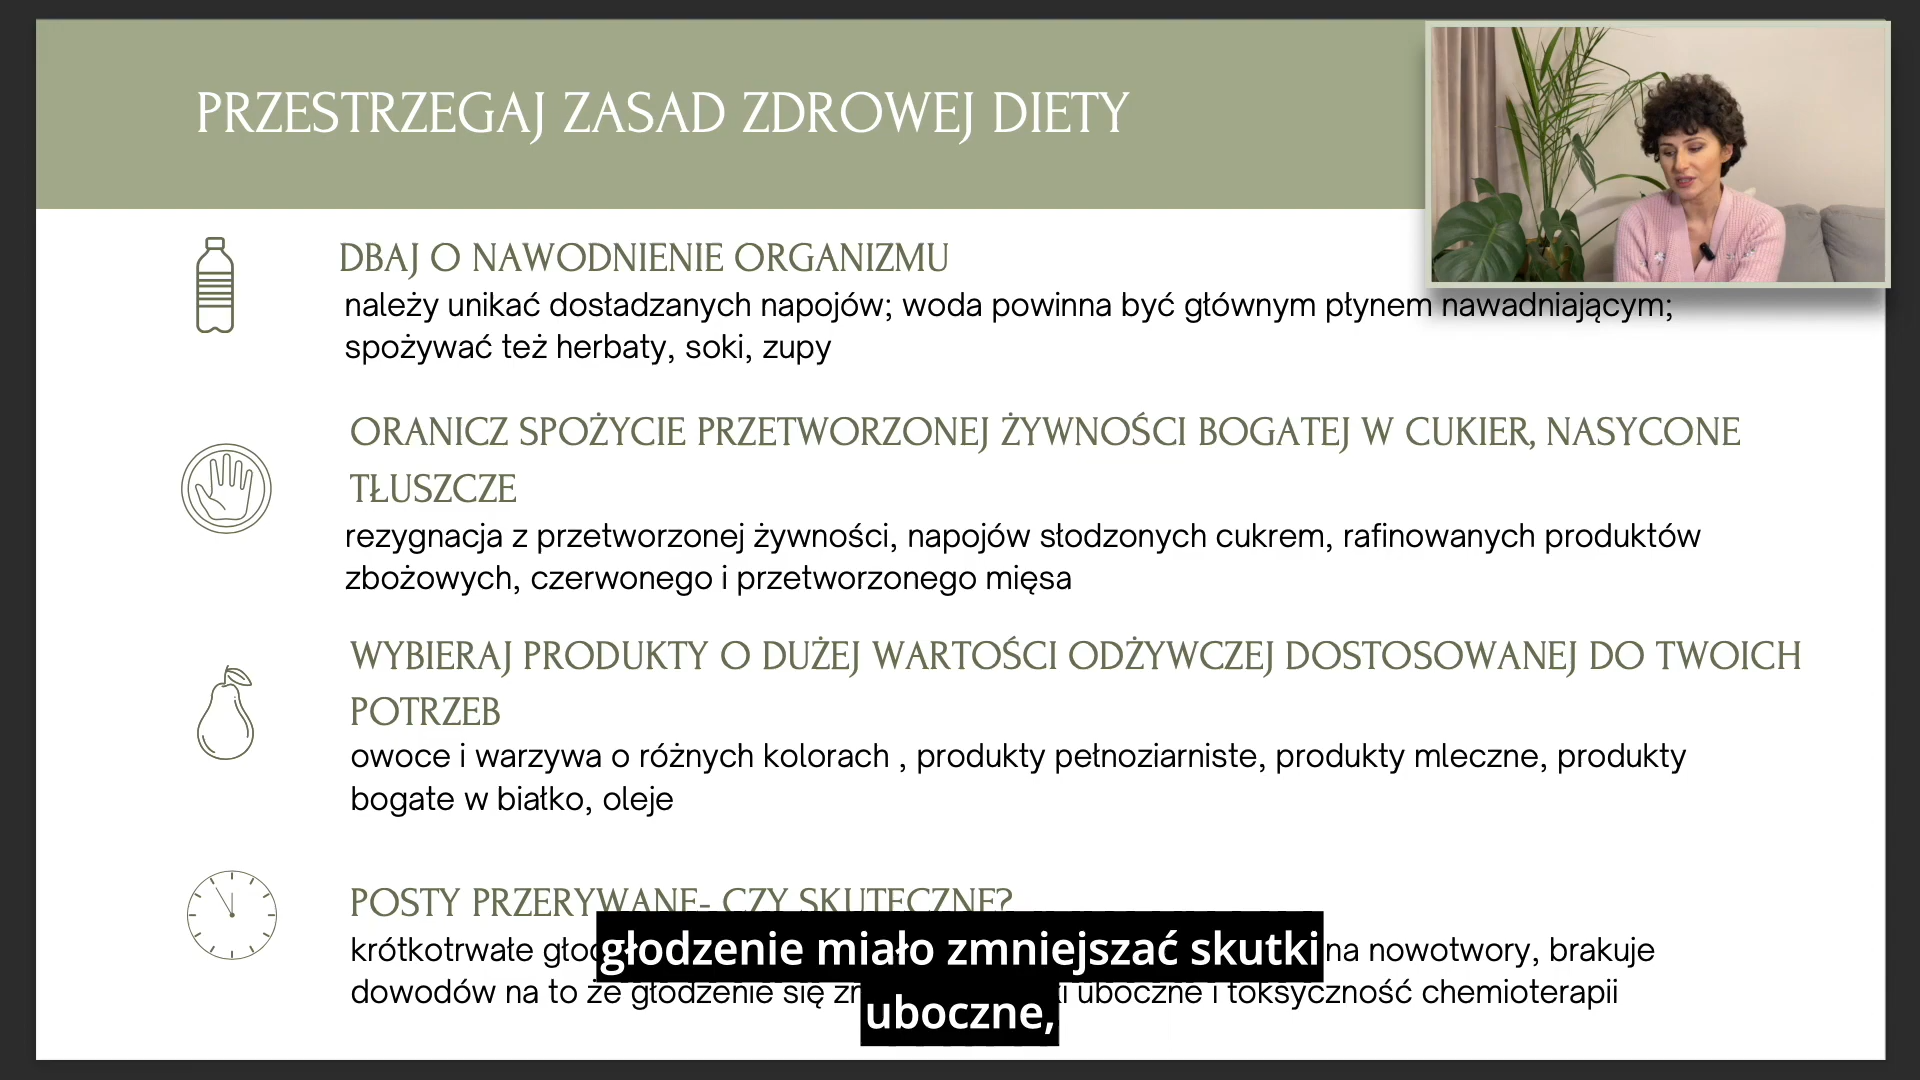 PRZESTRZEGAJ ZASAD ZDROWEJ DIETY
DBAJ O NAWODNIENIE ORGANIZMU
należy unikać dosładzanych napojów; woda powinna być głównym płynem nawadniającym;
spożywać też herbaty, soki, zupy
ORANICZ SPOŻYCIE PRZETWORZONEJ ŻYWNOŚCI BOGATEJ W CUKIER, NASYCONE
TŁUSZCZE
rezygnacja z przetworzonej żywności, napojów słodzonych cukrem, rafinowanych produktów
zbożowych, czerwonego i przetworzonego mięsa
WYBIERAJ PRODUKTY O DUŻEJ WARTOŚCI ODŻYWCZEJ DOSTOSOWANEJ DO TWOICH
POTRZEB
owoce i warzywa o różnych kolorach , produkty pełnoziarniste, produkty mleczne, produkty
bogate w białko, oleje
POSTY PRZERYWANE- CZY SKUTECZNE?
krótkotrwałe na nowotwory, brakuje
dowodów na to że głodzenie się uboczne i toksyczność chemioterapii
głodzenie miało zmniejszać skutki
uboczne,